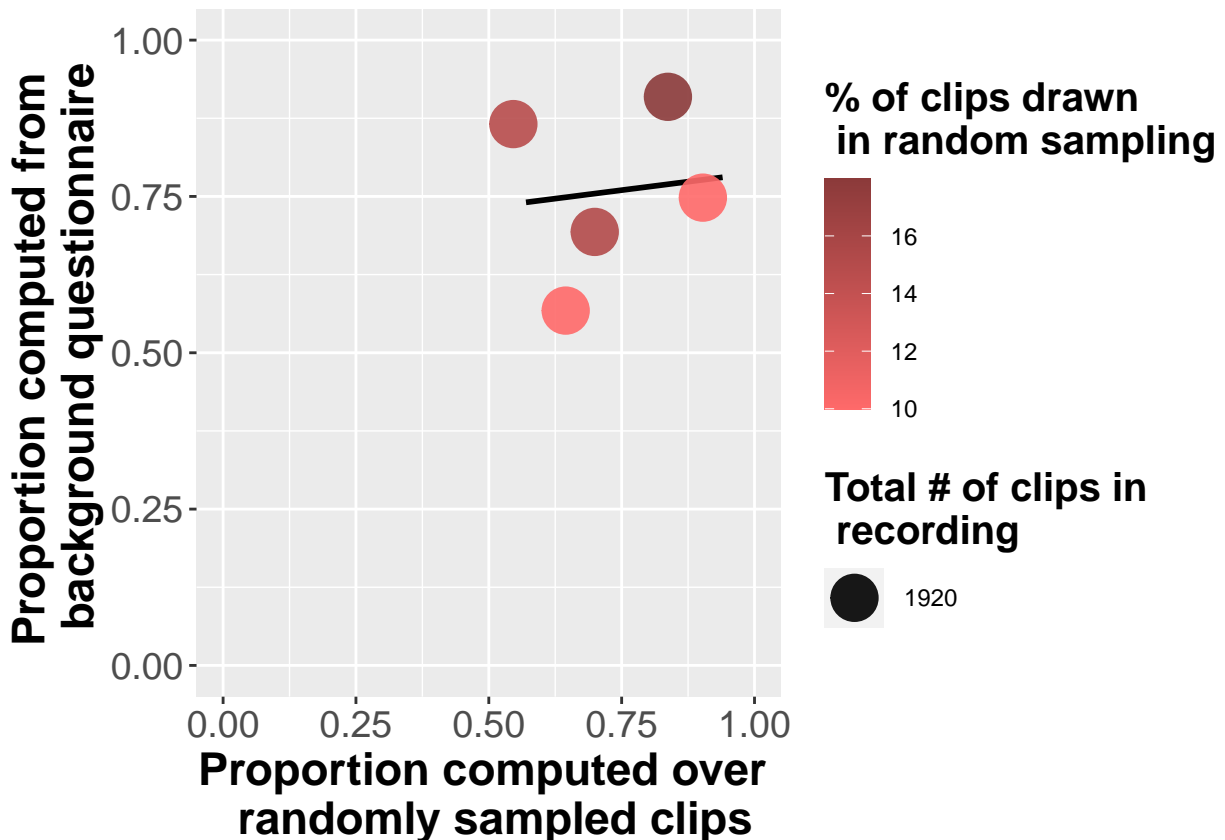 Proportion computed from
background questionnaire
1.00
0.75
0.50
0.25
0.00
0.00 0.25 0.50 0.75 1.00
Proportion computed over
randomly sampled clips
% of clips drawn
in random sampling
16
14
12
10
Total # of clips in
recording
1920